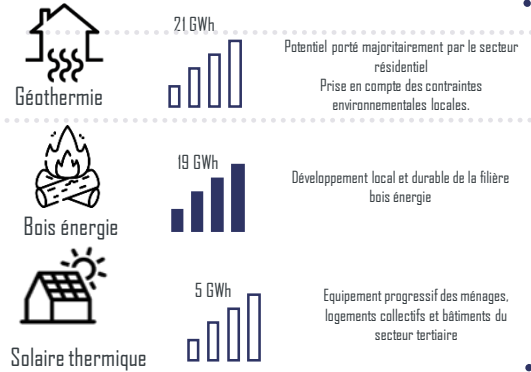 21 GWh
Géothermie
Potentiel porté majoritairement par le secteur
résidentiel
Prise en compte des contraintes
environnementales locales.
19 GWh
Bois énergie
Développement local et durable de la filière
bois énergie
5 GWh
Solaire thermique
Equipement progressif des ménages,
logements collectifs et bâtiments du
secteur tertiaire